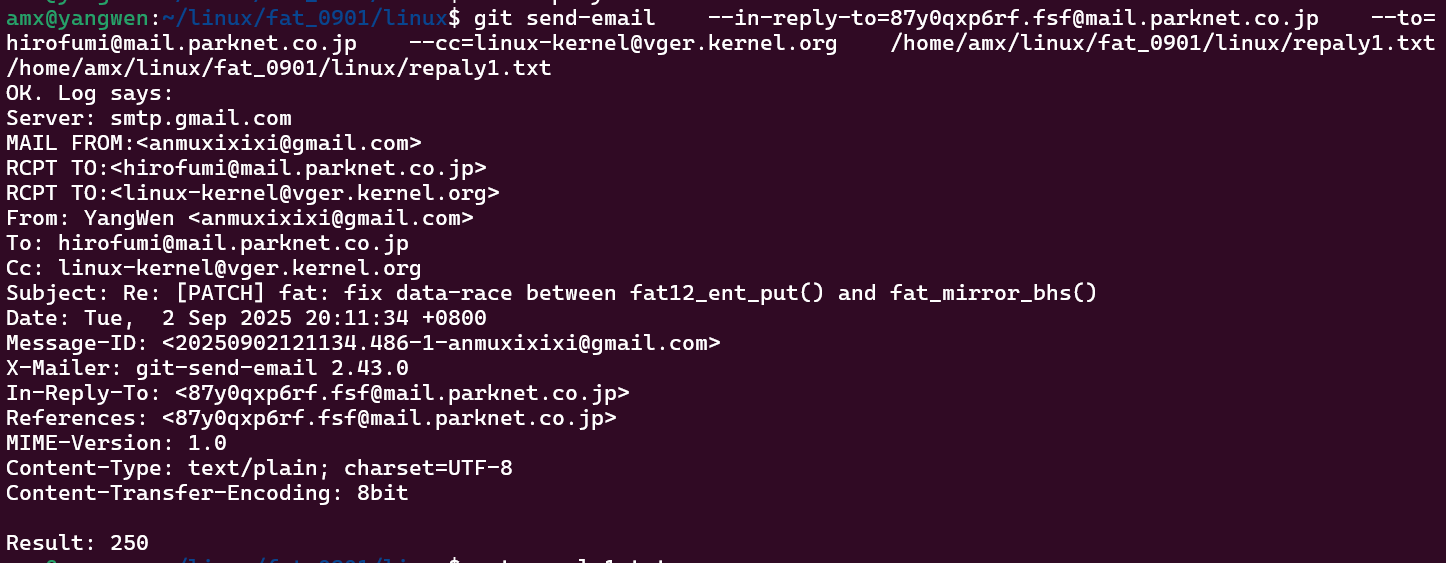 amx@yangwen:~/linux/fat_0901/linux$ git send-email    --in-reply-to=87y0qxp6rf.fsf@mail.parknet.co.jp    --to=
hirofumi@mail.parknet.co.jp    --cc=linux-kernel@vger.kernel.org    /home/amx/linux/fat_0901/linux/repaly1.txt
/home/amx/linux/fat_0901/linux/repaly1.txt
OK. Log says:
Server: smtp.gmail.com
MAIL FROM:<anmuxixixi@gmail.com>
RCPT TO:<hirofumi@mail.parknet.co.jp>
RCPT TO:<linux-kernel@vger.kernel.org>
From: YangWen <anmuxixixi@gmail.com>
To: hirofumi@mail.parknet.co.jp
Cc: linux-kernel@vger.kernel.org
Subject: Re: [PATCH] fat: fix data-race between fat12_ent_put() and fat_mirror_bhs()
Date: Tue,  2 Sep 2025 20:11:34 +0800
Message-ID: <20250902121134.486-1-anmuxixixi@gmail.com>
X-Mailer: git-send-email 2.43.0
In-Reply-To: <87y0qxp6rf.fsf@mail.parknet.co.jp>
References: <87y0qxp6rf.fsf@mail.parknet.co.jp>
MIME-Version: 1.0
Content-Type: text/plain; charset=UTF-8
Content-Transfer-Encoding: 8bit

Result: 250